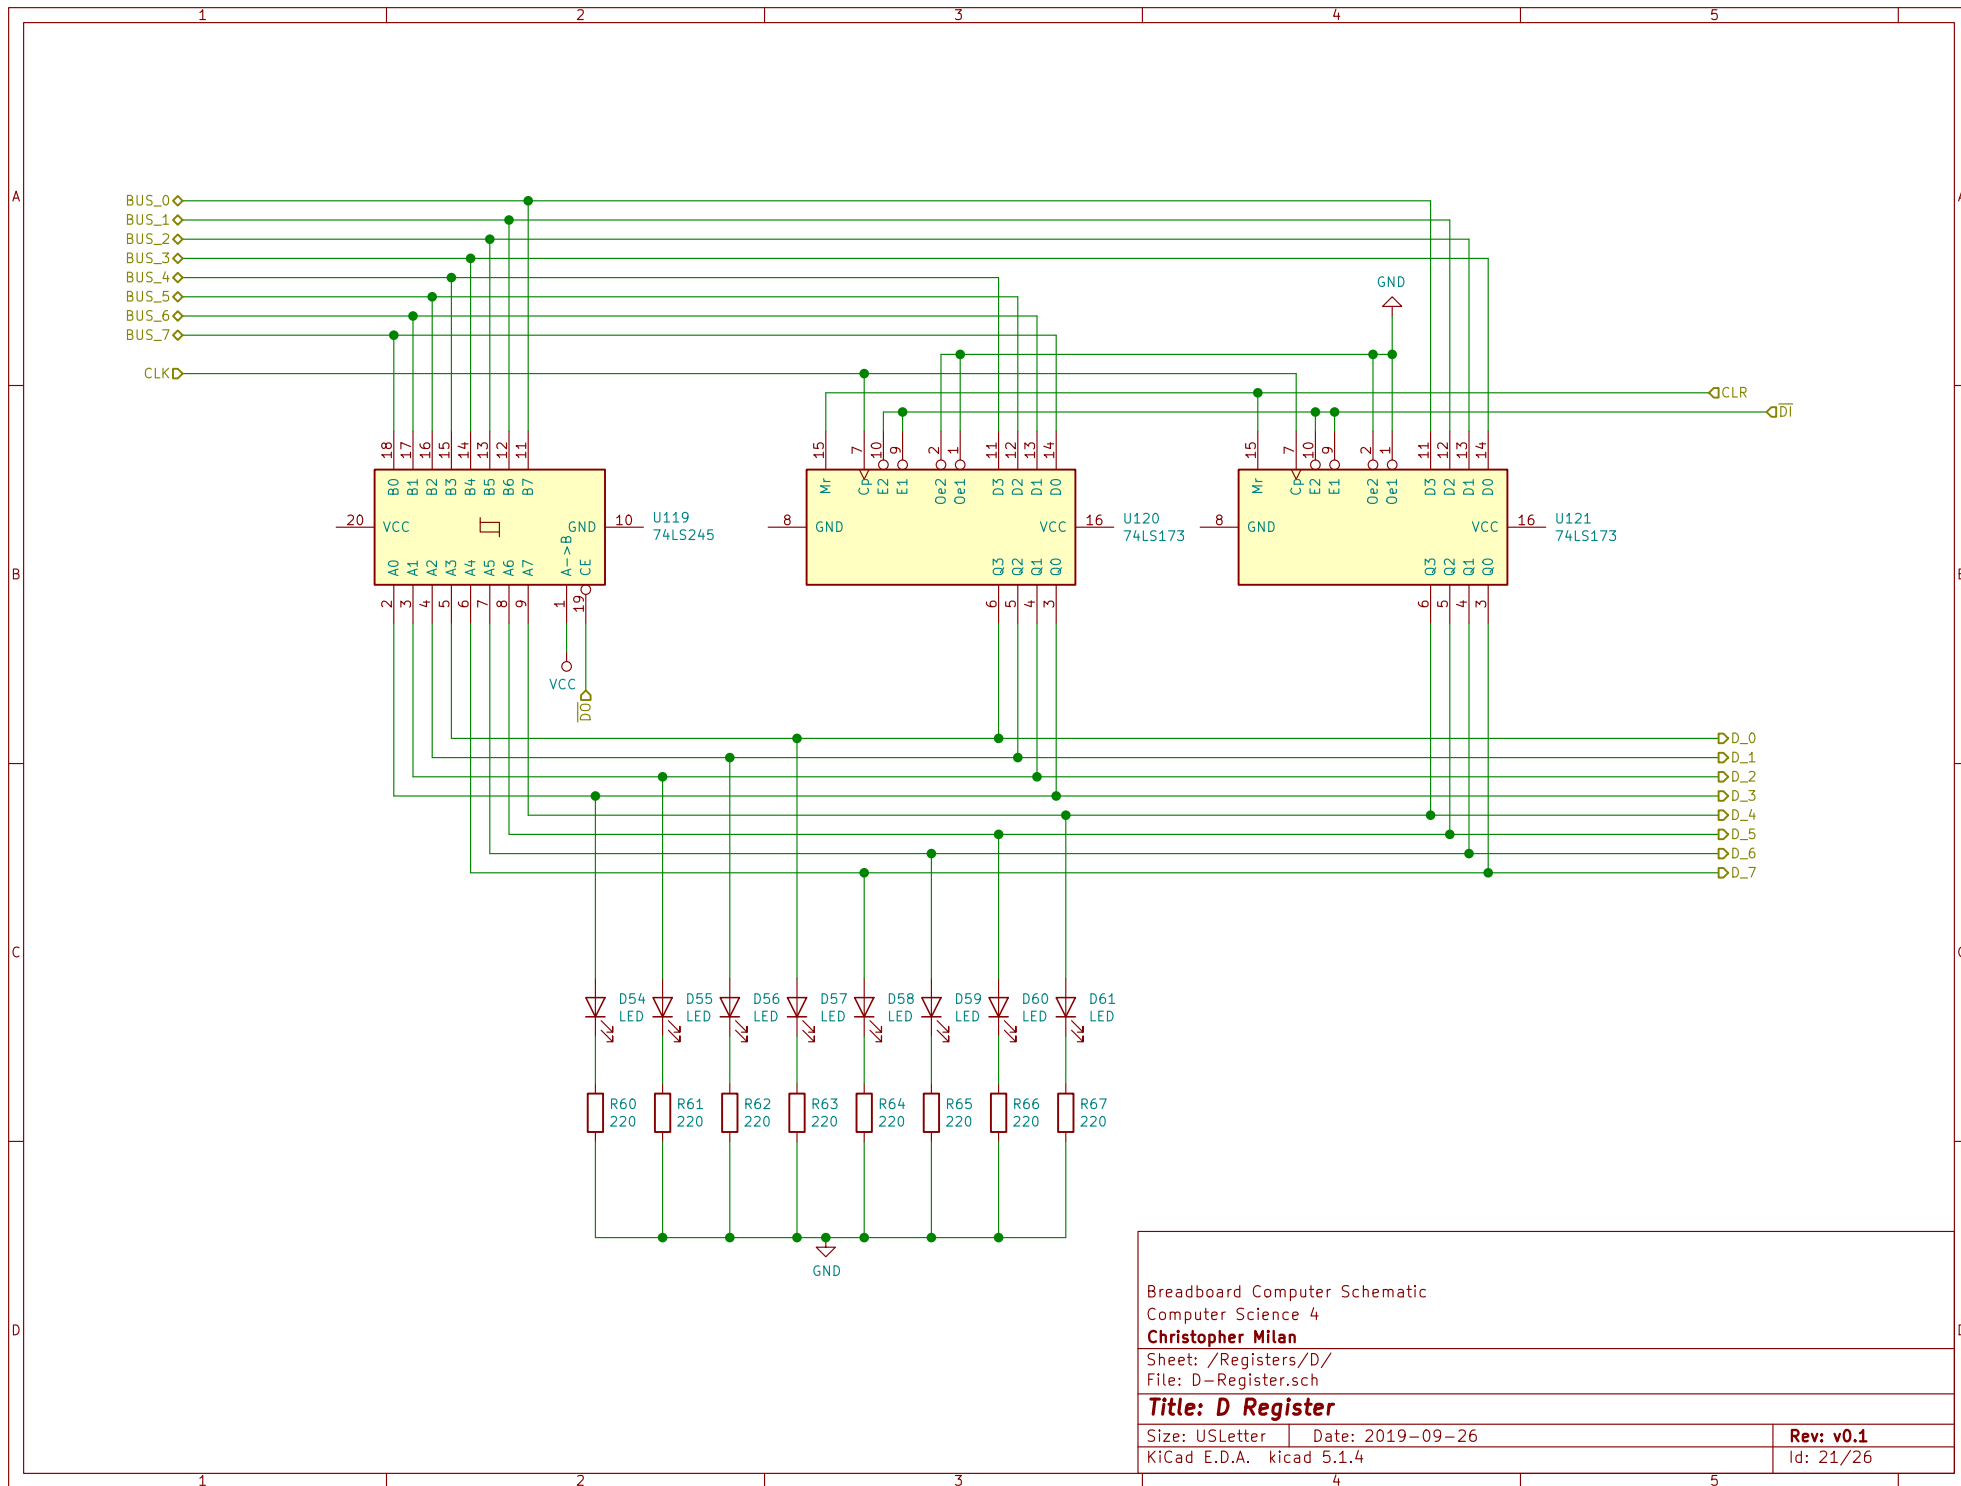 1 2 3 4 5
A
BUS_0
BUS_1
BUS_2
BUS_3
BUS_4
BUS_5
BUS_6
BUS_7
CLK
GND
CLR
DI
18 17 16 15 14 13 12 11
B0 B1 B2 B3 B4 B5 B6 B7
20 VCC GND 10
A0 A1 A2 A3 A4 A5 A6 A7 A->B CE
2 3 4 5 6 7 8 9 1 19
U119
74LS245
VCC
DO
15 7 10 9 2 1 11 12 13 14
Mr Cp E2 E1 Oe2 Oe1 D3 D2 D1 D0
8 GND VCC 16
Q3 Q2 Q1 Q0
6 5 4 3
U120
74LS173
15 7 10 9 2 1 11 12 13 14
Mr Cp E2 E1 Oe2 Oe1 D3 D2 D1 D0
8 GND VCC 16
Q3 Q2 Q1 Q0
6 5 4 3
U121
74LS173
B
D_0
D_1
D_2
D_3
D_4
D_5
D_6
D_7
C
D54 D55 D56 D57 D58 D59 D60 D61
LED LED LED LED LED LED LED LED
R60 R61 R62 R63 R64 R65 R66 R67
220 220 220 220 220 220 220 220
GND
D
Breadboard Computer Schematic
Computer Science 4
Christopher Milan
Sheet: /Registers/D/
File: D-Register.sch
Title: D Register
Size: USLetter Date: 2019-09-26 Rev: v0.1
KiCad E.D.A. kicad 5.1.4 Id: 21/26
1 2 3 4 5